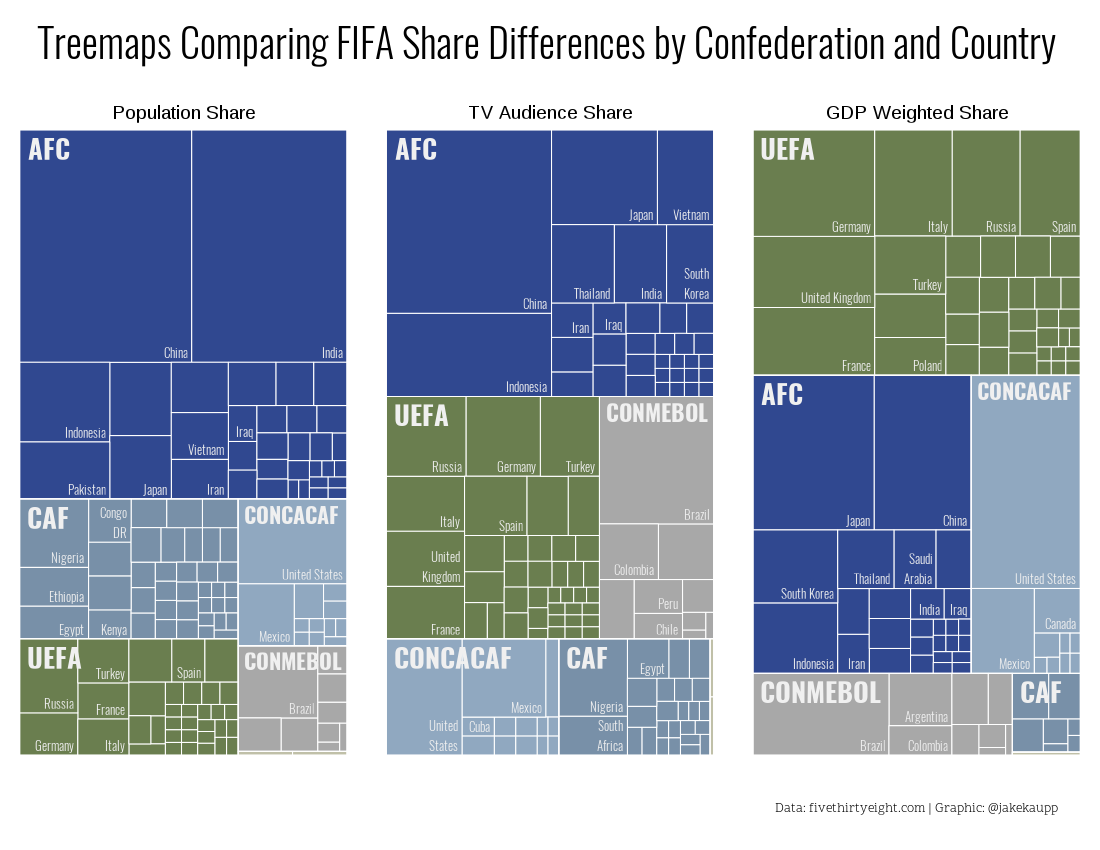 Treemaps Comparing FIFA Share Differences by Confederation and Country
Population Share
AFC
China
India
Indonesia
Pakistan
Japan
Vietnam
Iran
Iraq
CAF
Nigeria
Ethiopia
Egypt
Congo
DR
Kenya
CONCACAF
United States
Mexico
UEFA
Russia
Germany
Turkey
France
Italy
Spain
CONMEBOL
Brazil
TV Audience Share
AFC
China
Indonesia
Japan
Vietnam
Thailand
India
South
Korea
Iran
Iraq
UEFA
Russia
Germany
Turkey
Italy
United
Kingdom
France
Spain
CONMEBOL
Brazil
Colombia
Peru
Chile
CONCACAF
United
States
Mexico
Cuba
CAF
Nigeria
South
Africa
Egypt
GDP Weighted Share
UEFA
Germany
Italy
Russia
Spain
United Kingdom
France
Turkey
Poland
AFC
Japan
China
South Korea
Indonesia
Thailand
Saudi
Arabia
Iran
India
Iraq
CONCACAF
United States
Mexico
Canada
CONMEBOL
Brazil
Argentina
Colombia
CAF
Data: fivethirtyeight.com | Graphic: @jakekaupp